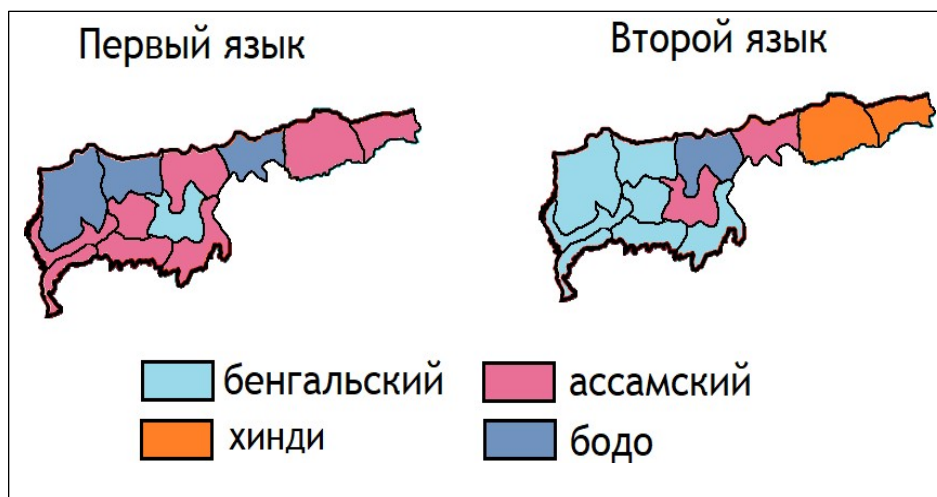 Первый язык
Второй язык
бенгальский
ассамский
хинди
бодо